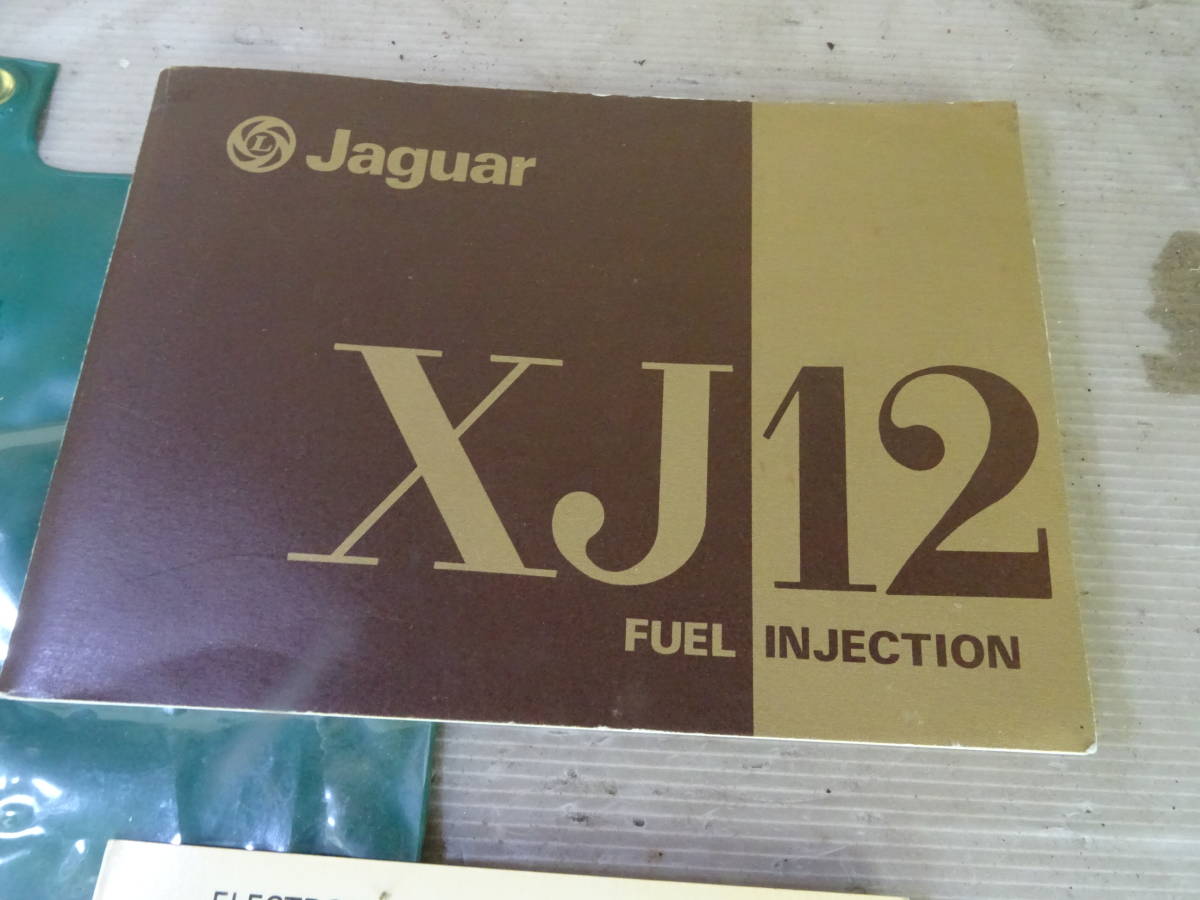 L Jaguar
XJ12
FUEL INJECTION